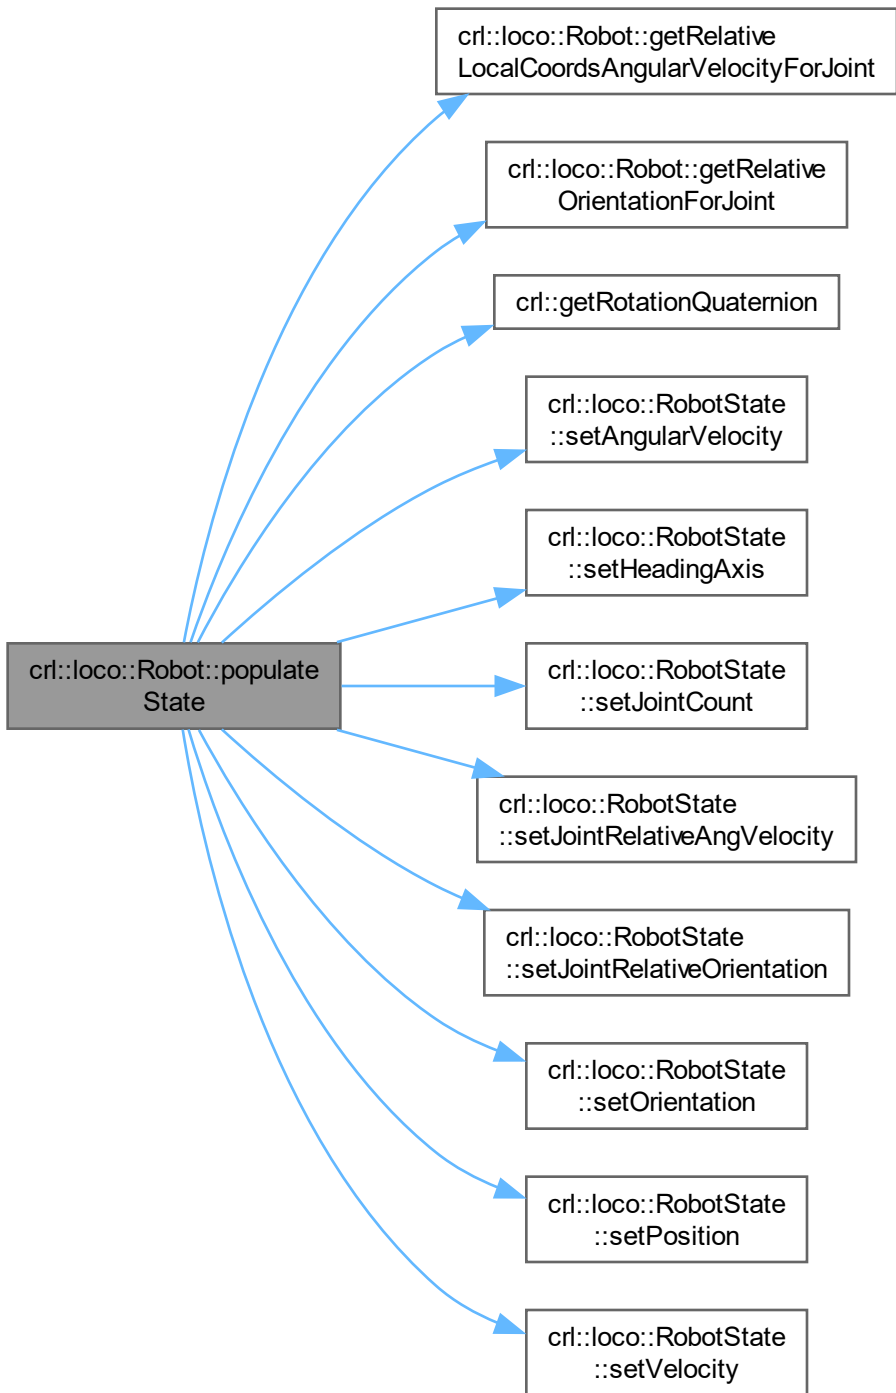 crl::loco::Robot::getRelative
LocalCoordsAngularVelocityForJoint
crl::loco::Robot::getRelative
OrientationForJoint
crl::getRotationQuaternion
crl::loco::RobotState
::setAngularVelocity
crl::loco::RobotState
::setHeadingAxis
crl::loco::Robot::populate
State
crl::loco::RobotState
::setJointCount
crl::loco::RobotState
::setJointRelativeAngVelocity
crl::loco::RobotState
::setJointRelativeOrientation
crl::loco::RobotState
::setOrientation
crl::loco::RobotState
::setPosition
crl::loco::RobotState
::setVelocity